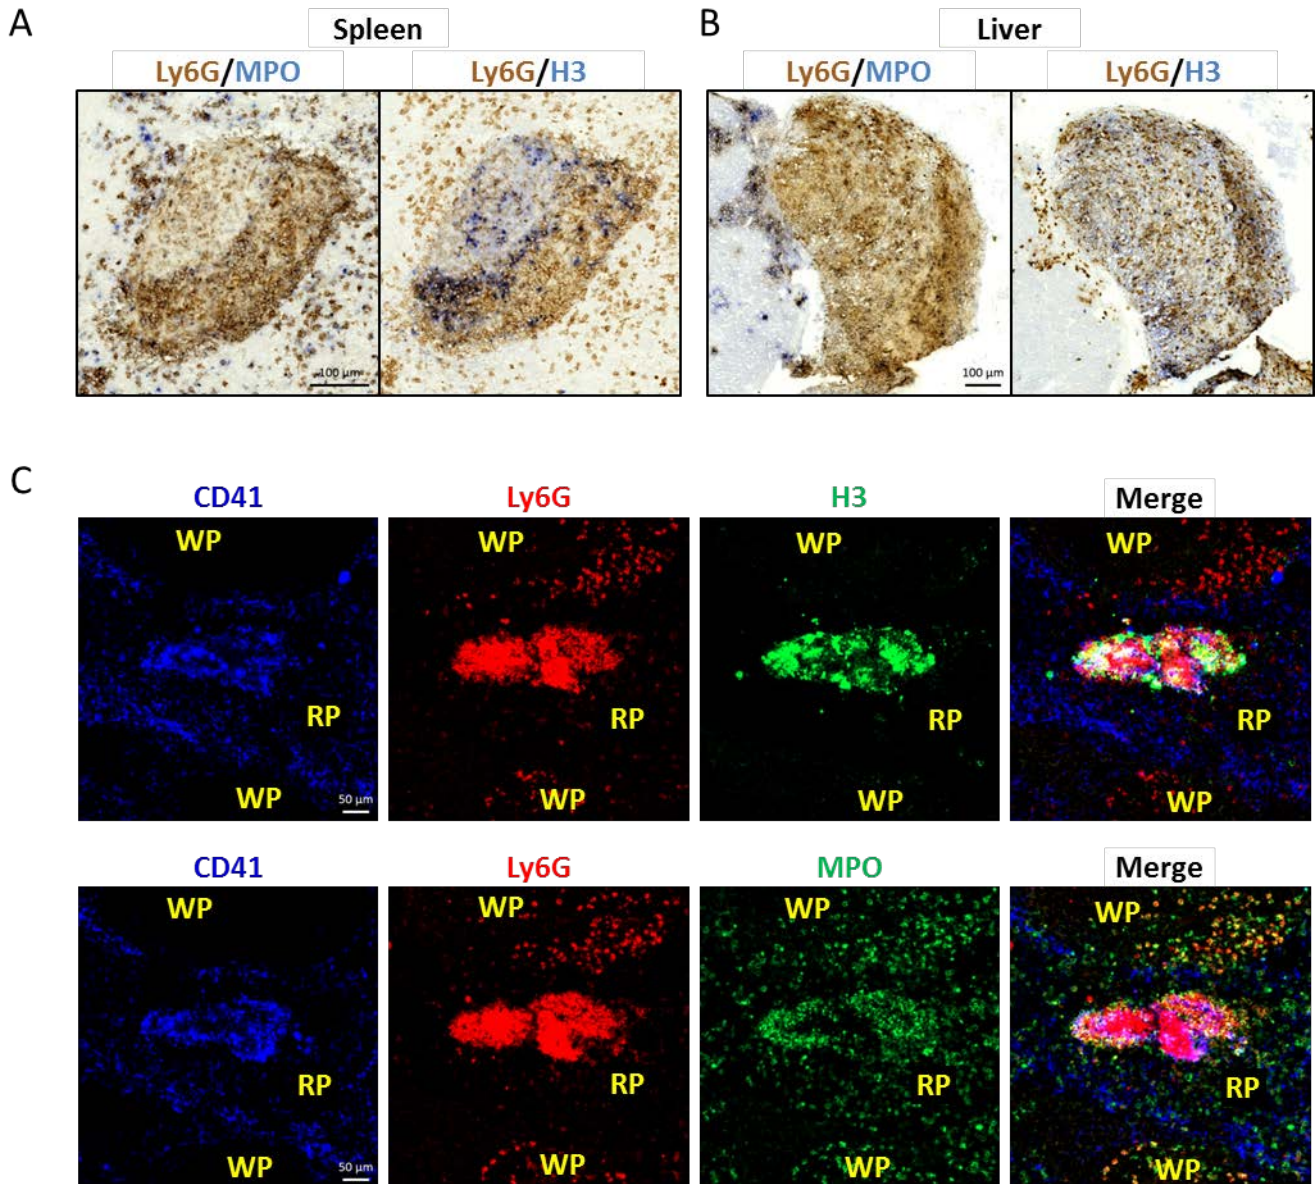 A
Spleen
Ly6G/MPO
Ly6G/H3
100 µm
B
Liver
Ly6G/MPO
Ly6G/H3
100 µm
C
CD41
Ly6G
H3
Merge
WP
WP
WP
WP
RP
RP
RP
RP
WP
WP
WP
WP
50 µm
CD41
Ly6G
MPO
Merge
WP
WP
WP
WP
RP
RP
RP
RP
WP
WP
WP
WP
50 µm